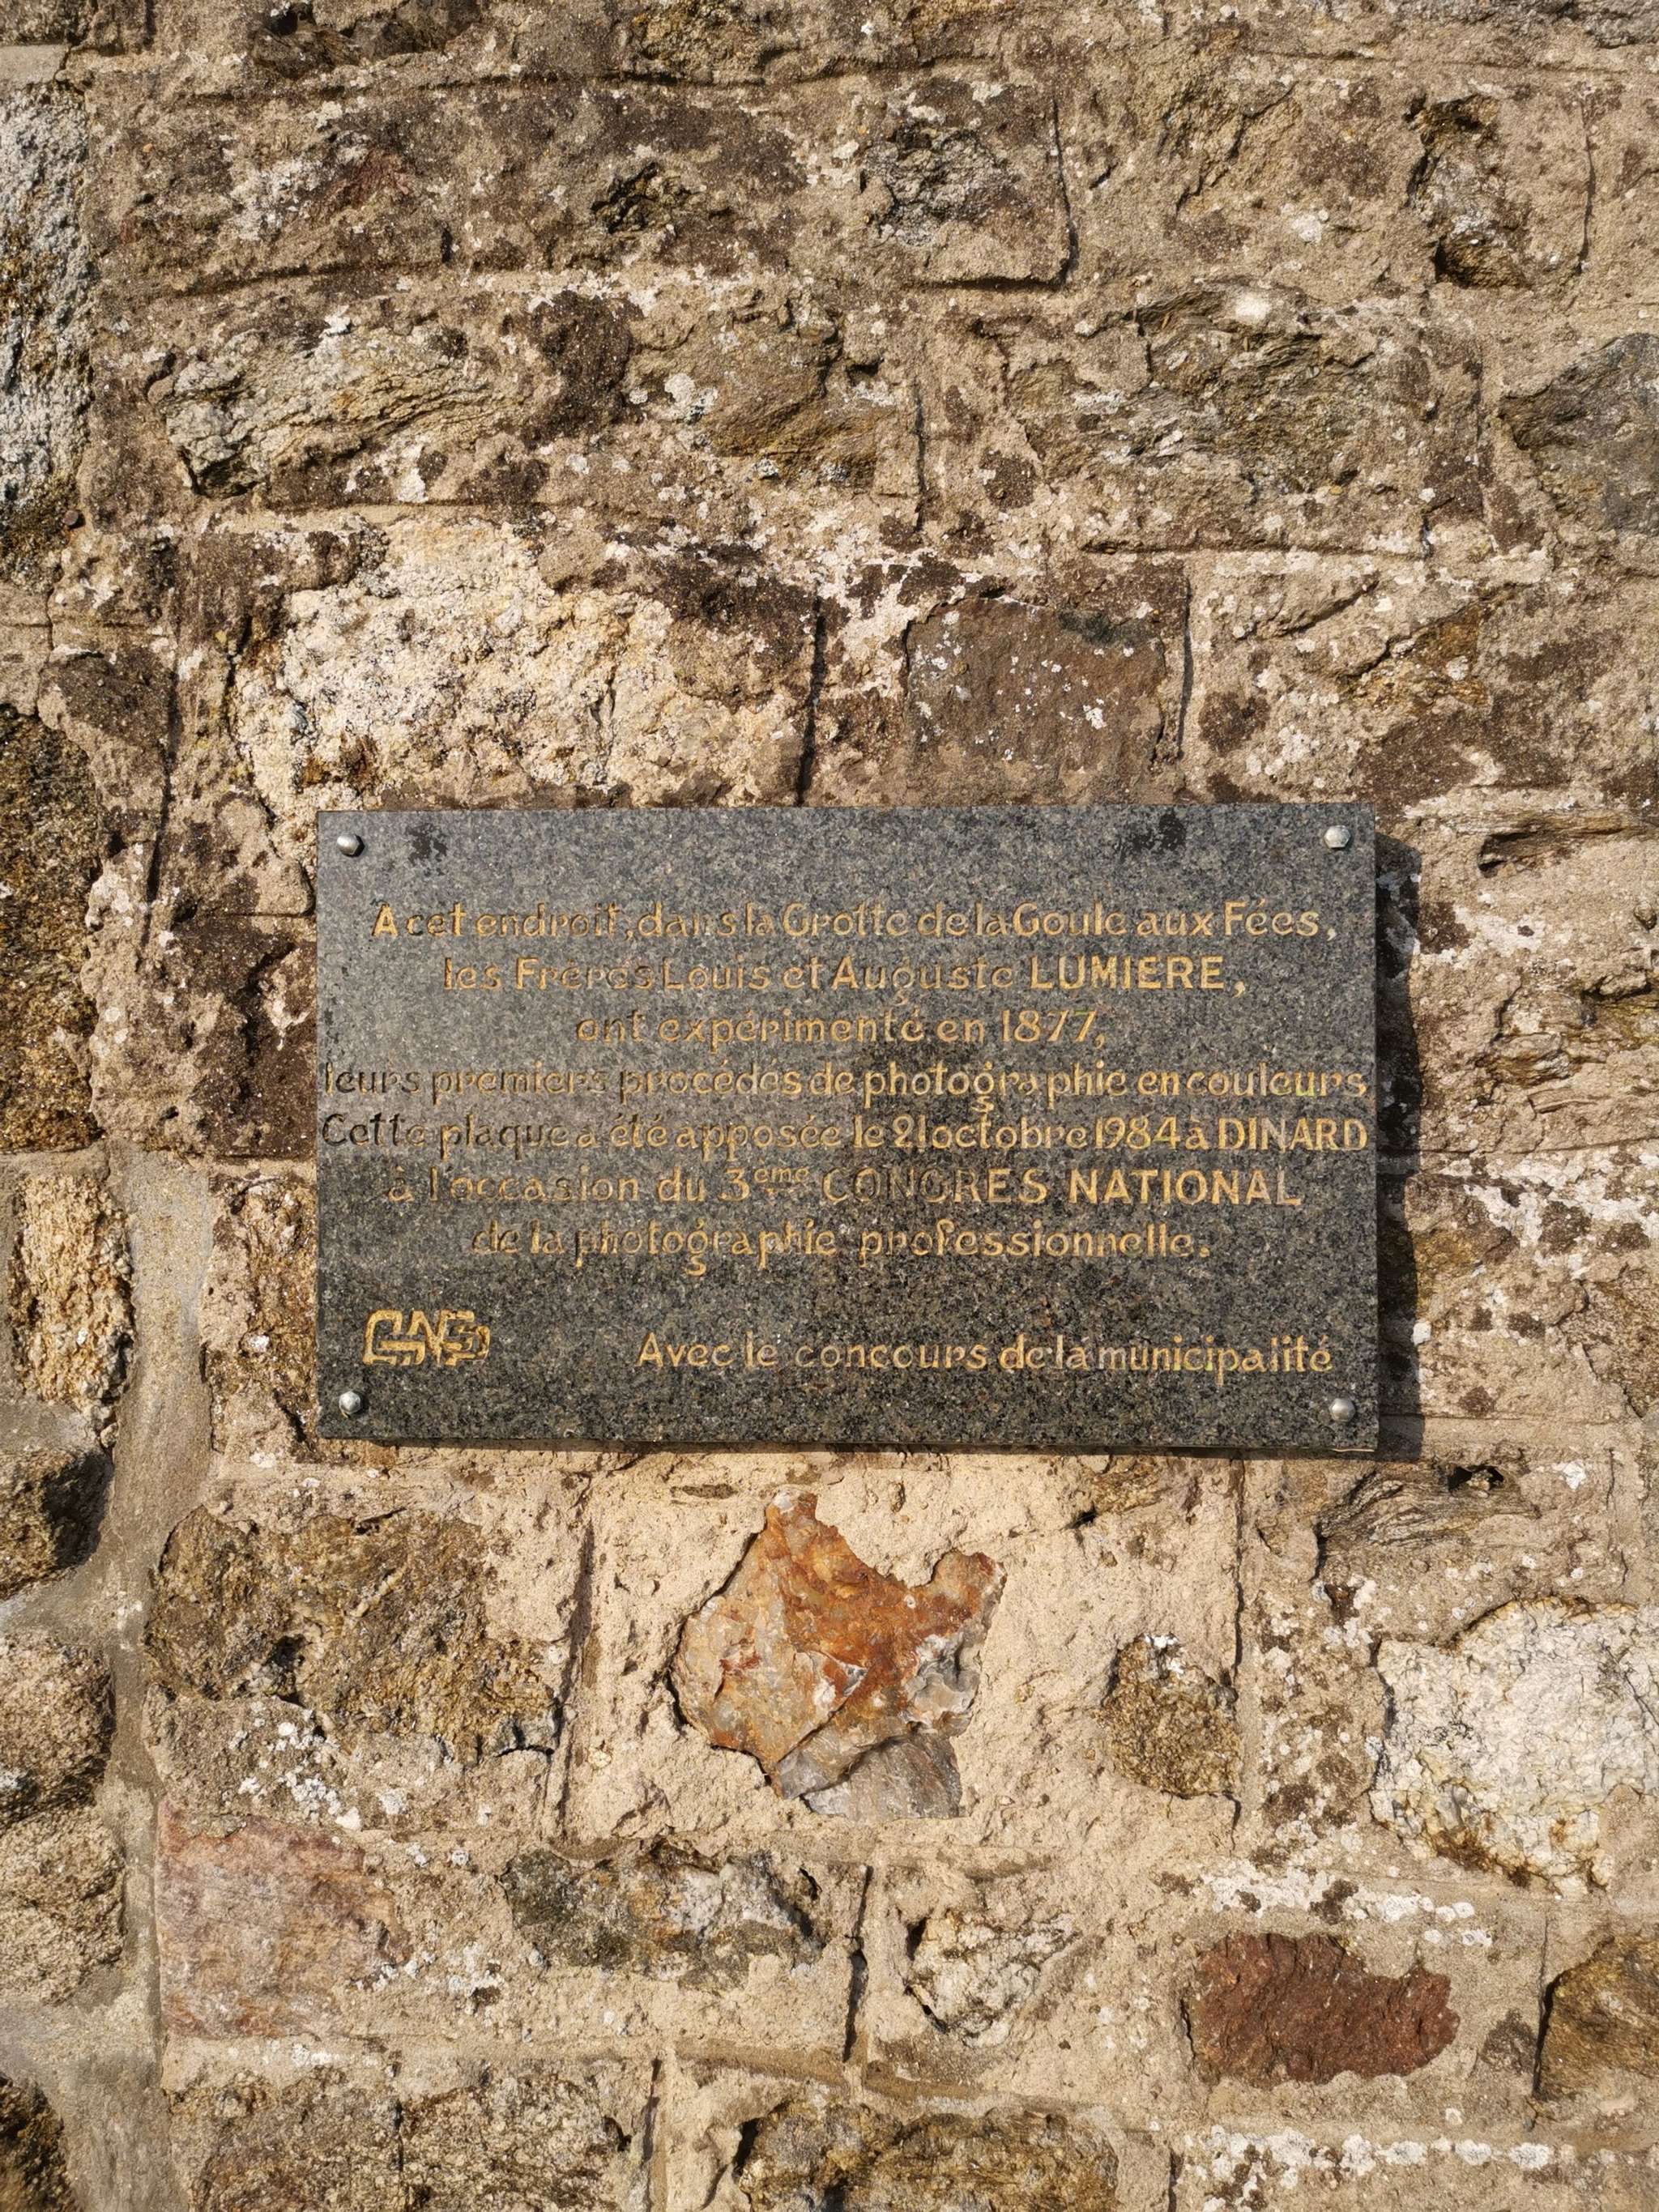 A cet endroit, dans la Grotte de la Goule aux Fées,
les Frères Louis et Auguste LUMIERE,
ont expérimenté en 1877,
leurs premiers procédés de photographie en couleurs
Cette plaque a été apposée le 21 octobre 1984 à DINARD
à l'occasion du 3ème CONGRES NATIONAL
de la photographie professionnelle.
Avec le concours de la municipalité